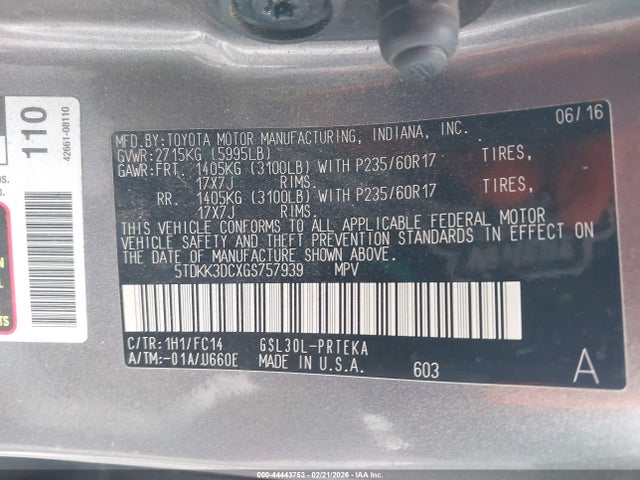 110
42661-08110
06/16
MFD.BY:TOYOTA MOTOR MANUFACTURING, INDIANA, INC.
GVWR:2715KG (5995LB)
GAWR:FRT. 1405KG (3100LB) WITH P235/60R17 TIRES,
17X7J RIMS.
RR. 1405KG (3100LB) WITH P235/60R17 TIRES,
17X7J RIMS.
THIS VEHICLE CONFORMS TO ALL APPLICABLE FEDERAL MOTOR
VEHICLE SAFETY AND THEFT PREVENTION STANDARDS IN EFFECT ON
THE DATE OF MANUFACTURE SHOWN ABOVE.
5TDKK3DCXGS757939 MPV
C/TR:1H1/FC14 GSL30L-PRTEKA
A/TM:-01A/U660E MADE IN U.S.A.
603
A
000-44443753 - 02/21/2026 - IAAI.COM